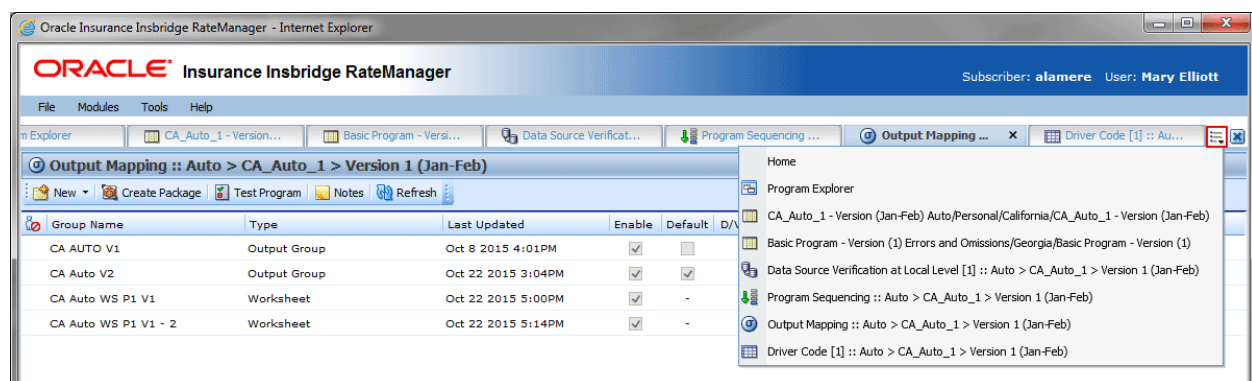 Oracle Insurance Insbridge RateManager - Internet Explorer
ORACLE Insurance Insbridge RateManager
Subscriber: alamere User: Mary Elliott
File Modules Tools Help
m Explorer CA_Auto_1 - Version... Basic Program - Versi... Data Source Verificat... Program Sequencing ... Output Mapping ... x Driver Code [1] :: Au...
Output Mapping :: Auto > CA_Auto_1 > Version 1 (Jan-Feb)
New Create Package Test Program Notes Refresh
Group Name Type Last Updated Enable Default D/V
CA AUTO V1 Output Group Oct 8 2015 4:01PM
CA Auto V2 Output Group Oct 22 2015 3:04PM
CA Auto WS P1 V1 Worksheet Oct 22 2015 5:00PM -
CA Auto WS P1 V1 - 2 Worksheet Oct 22 2015 5:14PM -
Home
Program Explorer
CA_Auto_1 - Version (Jan-Feb) Auto/Personal/California/CA_Auto_1 - Version (Jan-Feb)
Basic Program - Version (1) Errors and Omissions/Georgia/Basic Program - Version (1)
Data Source Verification at Local Level [1] :: Auto > CA_Auto_1 > Version 1 (Jan-Feb)
Program Sequencing :: Auto > CA_Auto_1 > Version 1 (Jan-Feb)
Output Mapping :: Auto > CA_Auto_1 > Version 1 (Jan-Feb)
Driver Code [1] :: Auto > CA_Auto_1 > Version 1 (Jan-Feb)